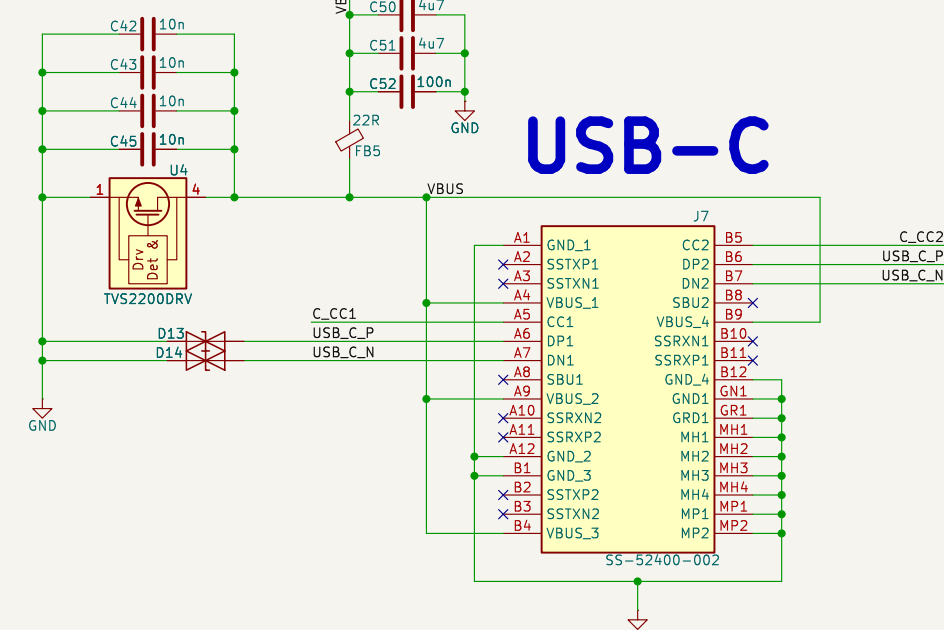 VB
C50 4u7
C42 10n
C51 4u7
C43 10n
C52 100n
C44 10n
GND
22R
FB5
C45 10n
USB-C
U4
1 4
VBUS
Drv
Det &
TVS2200DRV
J7
A1 GND_1 CC2 B5 C_CC2
A2 SSTXP1 DP2 B6 USB_C_P
A3 SSTXN1 DN2 B7 USB_C_N
A4 VBUS_1 SBU2 B8
C_CC1 A5 CC1 VBUS_4 B9
D13 USB_C_P A6 DP1 SSRXN1 B10
D14 USB_C_N A7 DN1 SSRXP1 B11
A8 SBU1 GND_4 B12
A9 VBUS_2 GND1 GN1
A10 SSRXN2 GRD1 GR1
GND
A11 SSRXP2 MH1 MH1
A12 GND_2 MH2 MH2
B1 GND_3 MH3 MH3
B2 SSTXP2 MH4 MH4
B3 SSTXN2 MP1 MP1
B4 VBUS_3 MP2 MP2
SS-52400-002